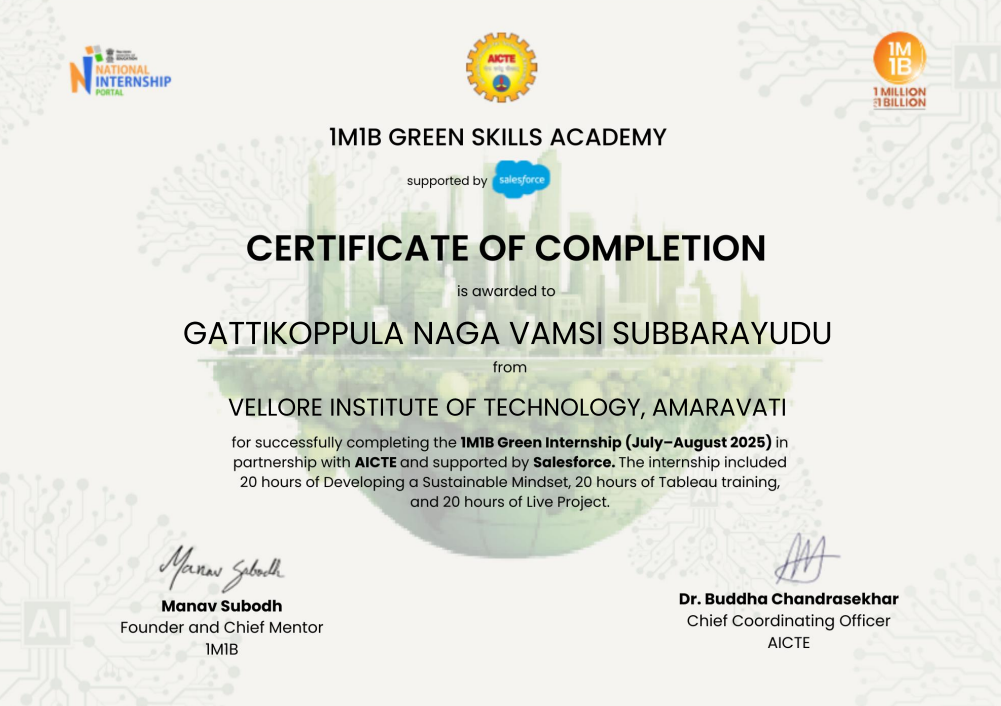 NATIONAL
INTERNSHIP
PORTAL
AICTE
1M
1B
1 MILLION
1 BILLION
AI
1M1B GREEN SKILLS ACADEMY
supported by salesforce
CERTIFICATE OF COMPLETION
is awarded to
GATTIKOPPULA NAGA VAMSI SUBBARAYUDU
from
VELLORE INSTITUTE OF TECHNOLOGY, AMARAVATI
for successfully completing the 1M1B Green Internship (July–August 2025) in
partnership with AICTE and supported by Salesforce. The internship included
20 hours of Developing a Sustainable Mindset, 20 hours of Tableau training,
and 20 hours of Live Project.
AI
Manav Subodh
Manav Subodh
Founder and Chief Mentor
1M1B
Dr. Buddha Chandrasekhar
Chief Coordinating Officer
AICTE
AI